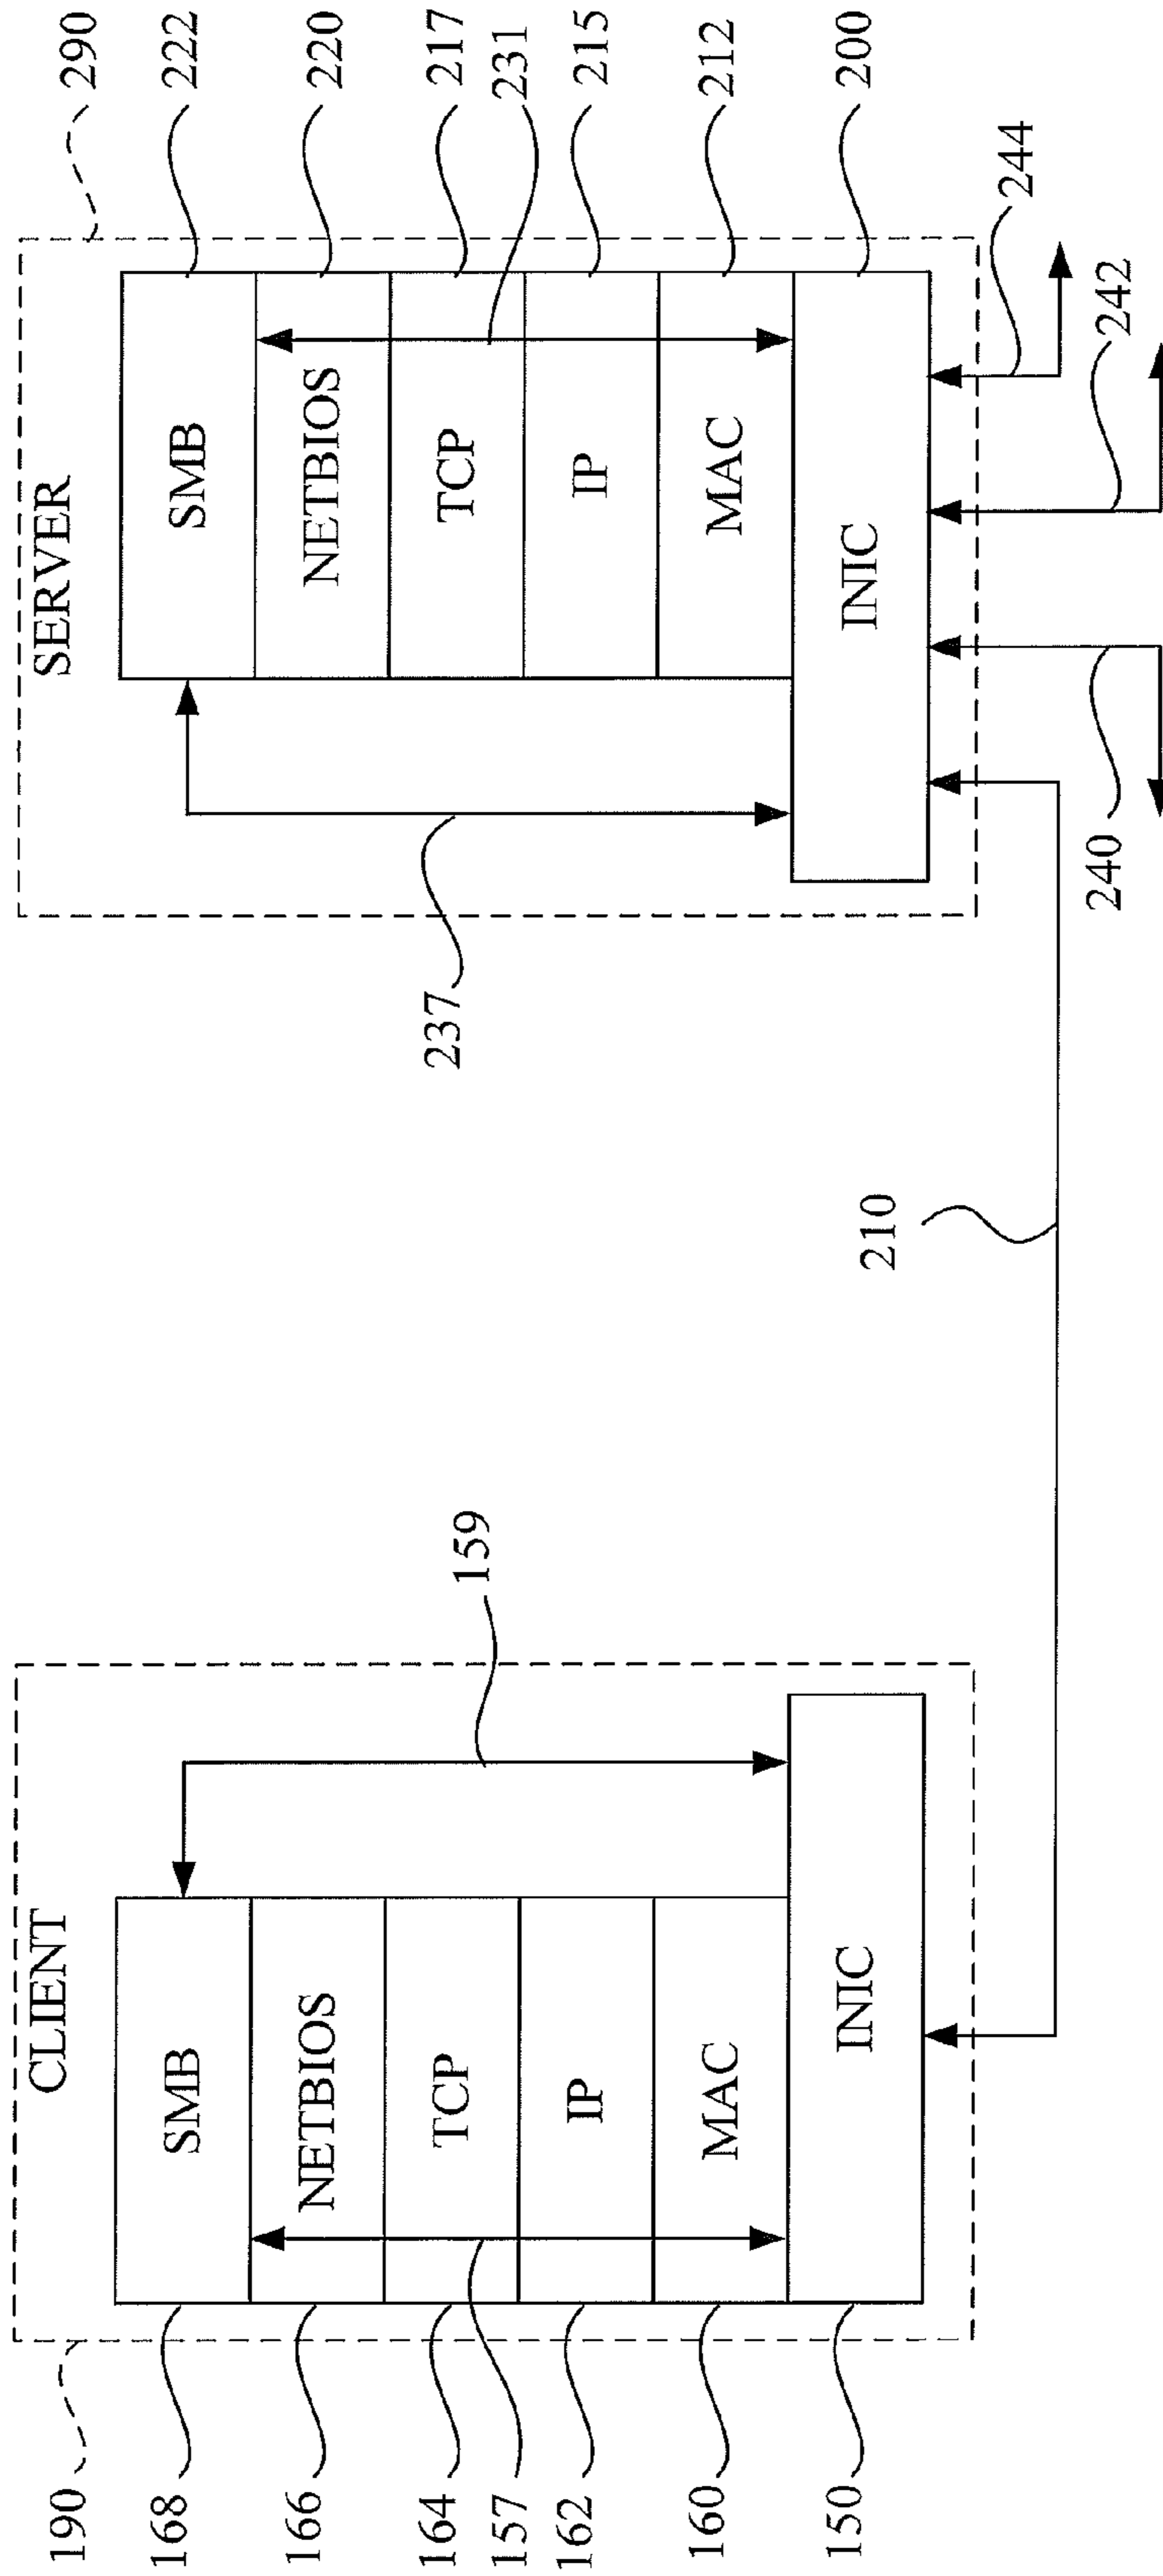 CLIENT
190
168
SMB
166
NETBIOS
164
TCP
157
162
IP
160
MAC
150
INIC
159
210
SERVER
290
SMB
222
NETBIOS
220
TCP
217
231
IP
215
MAC
212
INIC
200
237
240
242
244